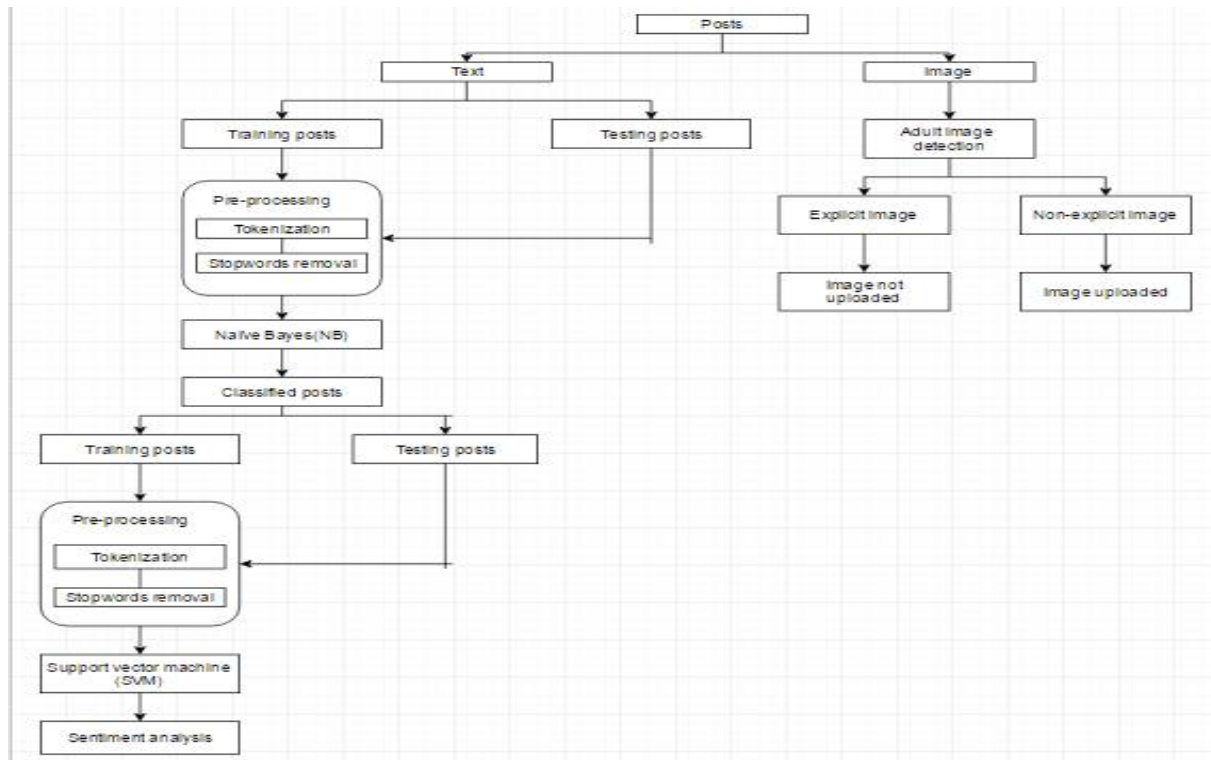 Posts
Text
Image
Training posts
Testing posts
Adult image
detection
Pre-processing
Tokenization
Stopwords removal
Explicit image
Non-explicit image
Image not
uploaded
Image uploaded
Naïve Bayes(NB)
Classified posts
Training posts
Testing posts
Pre-processing
Tokenization
Stopwords removal
Support vector machine
(SVM)
Sentiment analysis